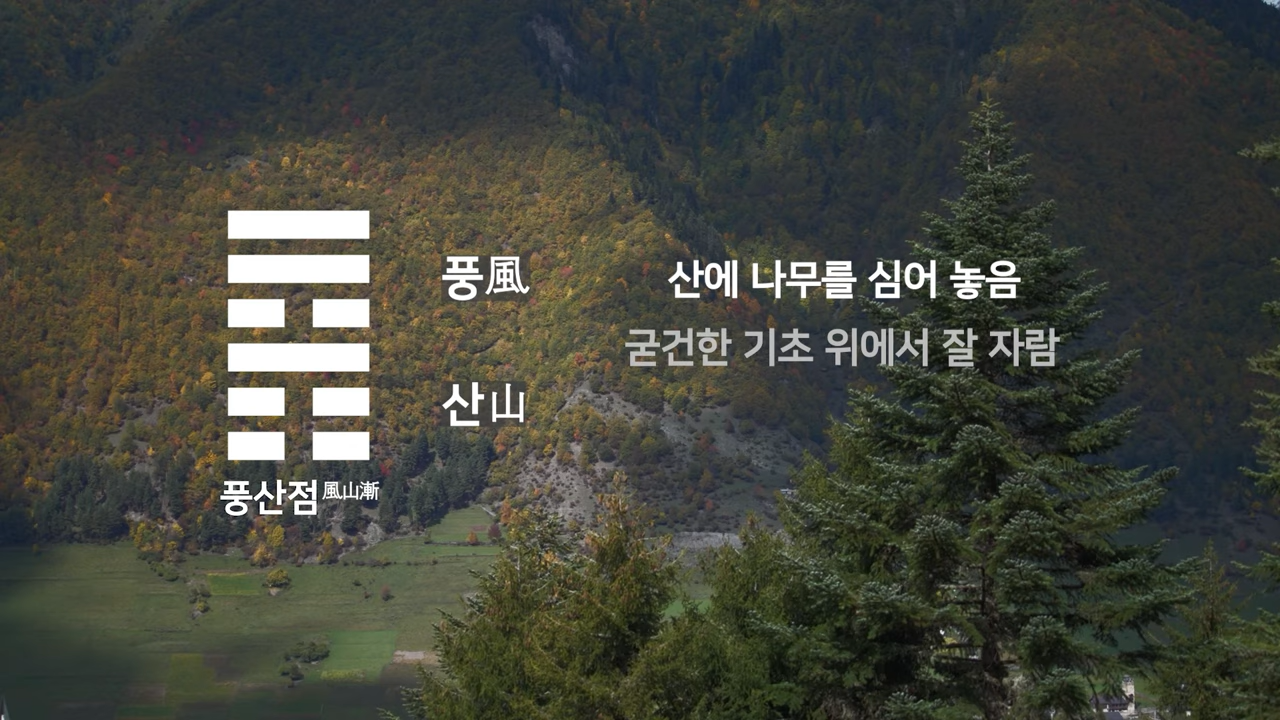 풍風
산에 나무를 심어 놓음
굳건한 기초 위에서 잘 자람
산山
풍산점風山漸